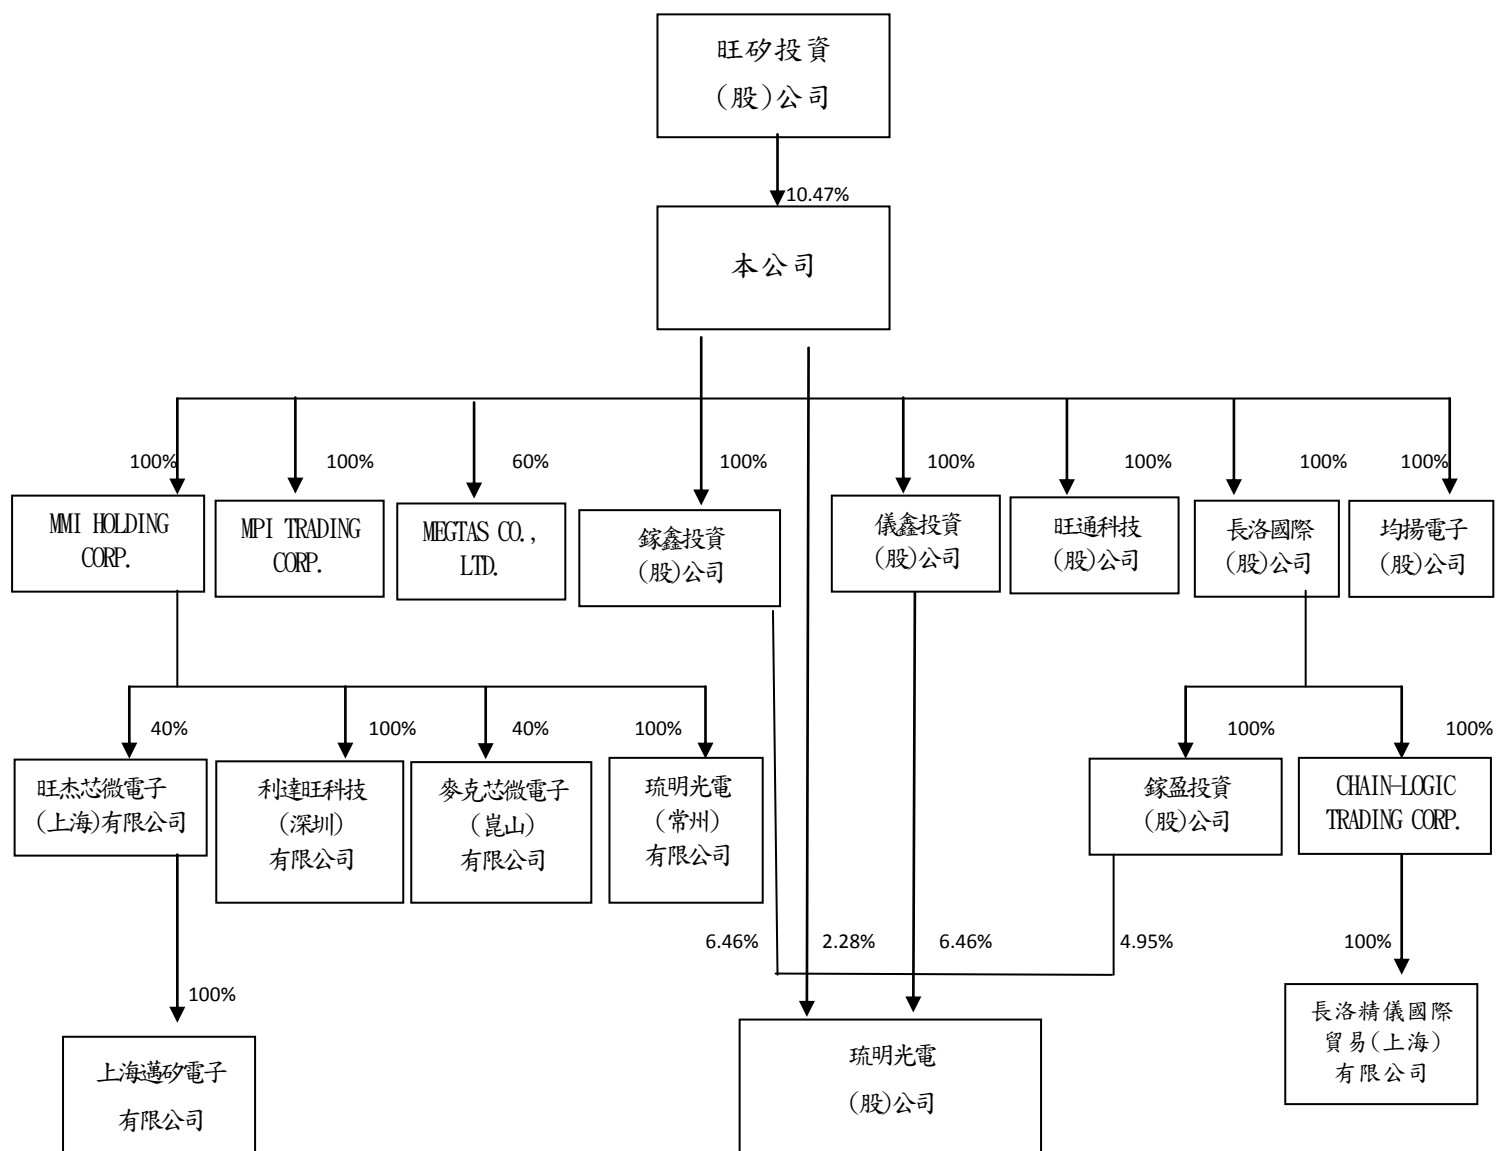 旺矽投資
(股)公司
10.47%
本公司
100%
100%
60%
100%
100%
100%
100%
100%
MMI HOLDING
CORP.
MPI TRADING
CORP.
MEGTAS CO.,
LTD.
鎵鑫投資
(股)公司
儀鑫投資
(股)公司
旺通科技
(股)公司
長洛國際
(股)公司
均揚電子
(股)公司
40%
100%
40%
100%
100%
100%
旺杰芯微電子
(上海)有限公司
利達旺科技
(深圳)
有限公司
麥克芯微電子
(崑山)
有限公司
琉明光電
(常州)
有限公司
鎵盈投資
(股)公司
CHAIN-LOGIC
TRADING CORP.
6.46%
2.28%
6.46%
4.95%
100%
100%
上海邁矽電子
有限公司
琉明光電
(股)公司
長洛精儀國際
貿易(上海)
有限公司